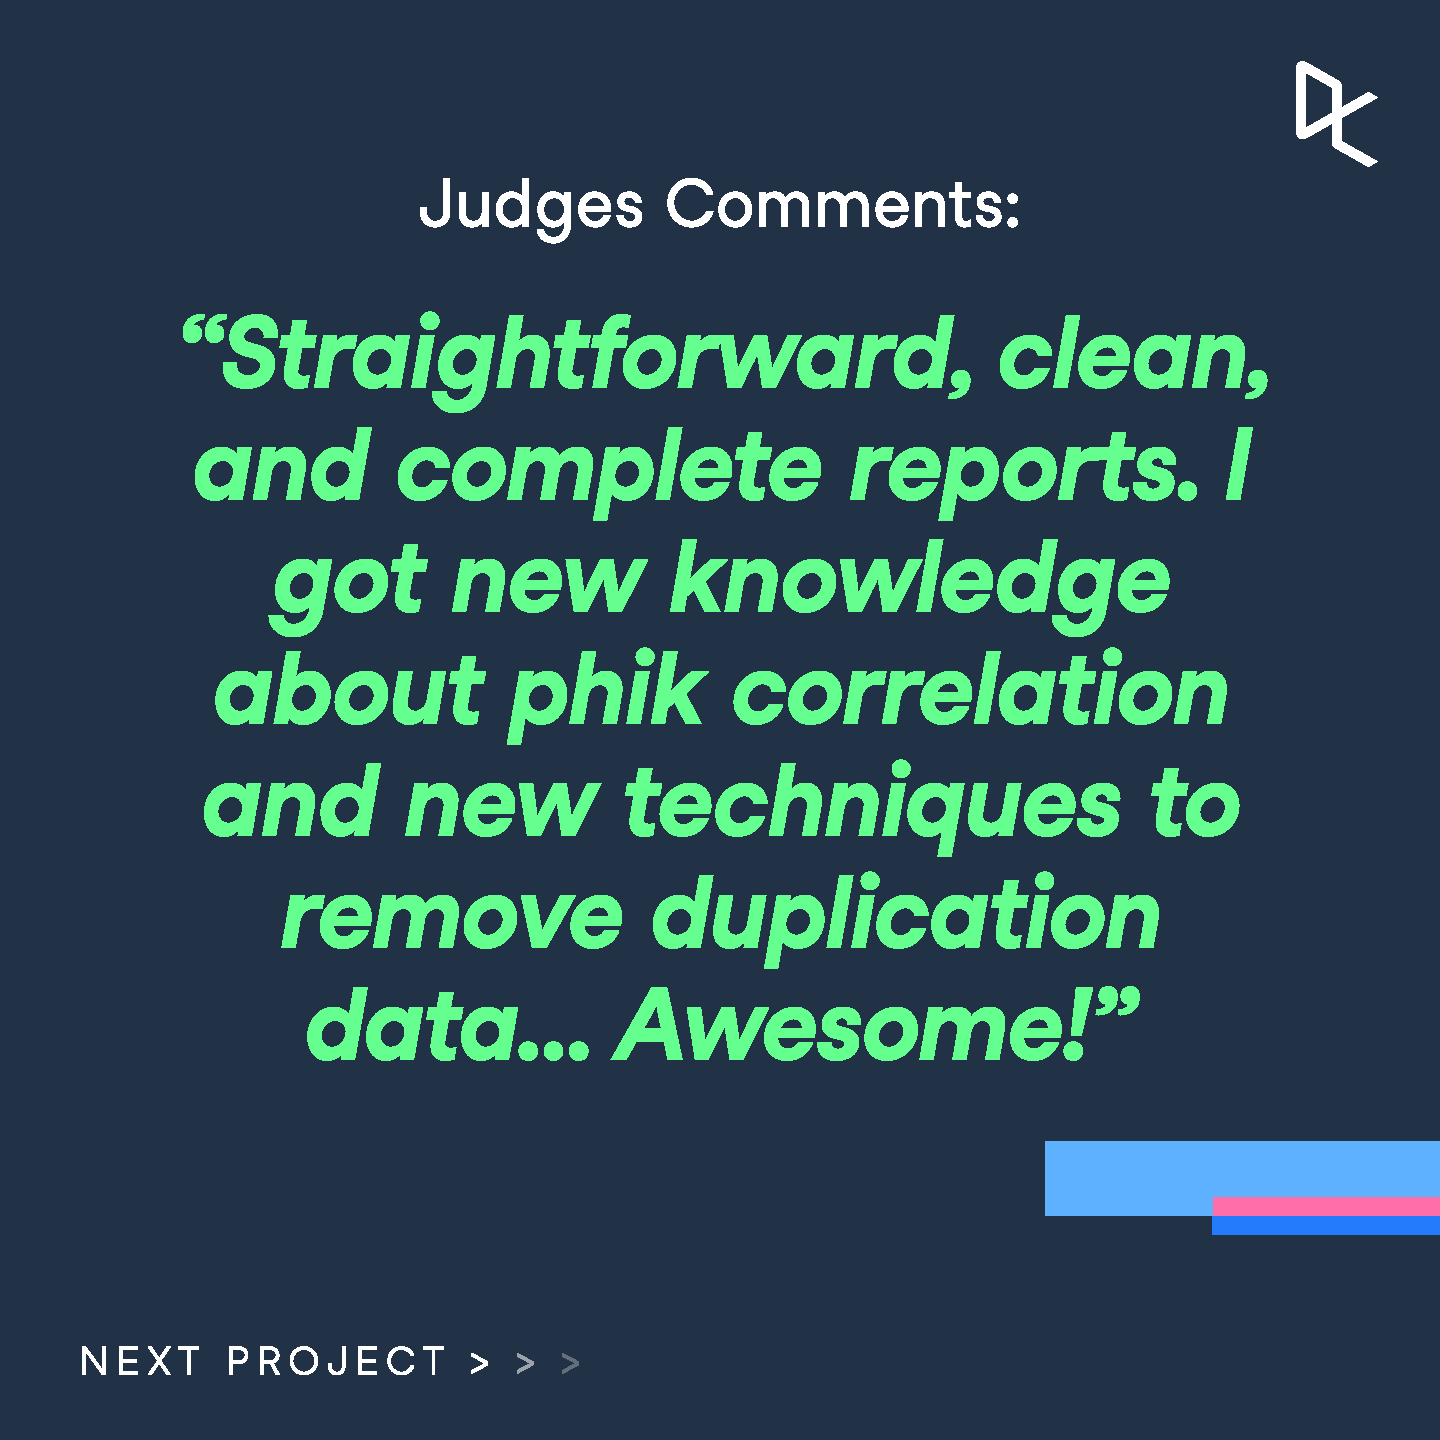 Judges Comments:
“Straightforward, clean,
and complete reports. I
got new knowledge
about phik correlation
and new techniques to
remove duplication
data... Awesome!”
NEXT PROJECT > > >